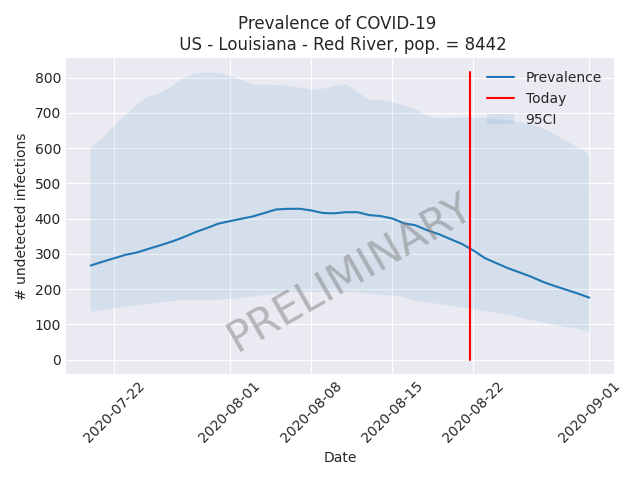 Prevalence of COVID-19
US - Louisiana - Red River, pop. = 8442
# undetected infections
800
700
600
500
400
300
200
100
0
Prevalence
Today
95CI
PRELIMINARY
2020-07-22
2020-08-01
2020-08-08
2020-08-15
2020-08-22
2020-09-01
Date